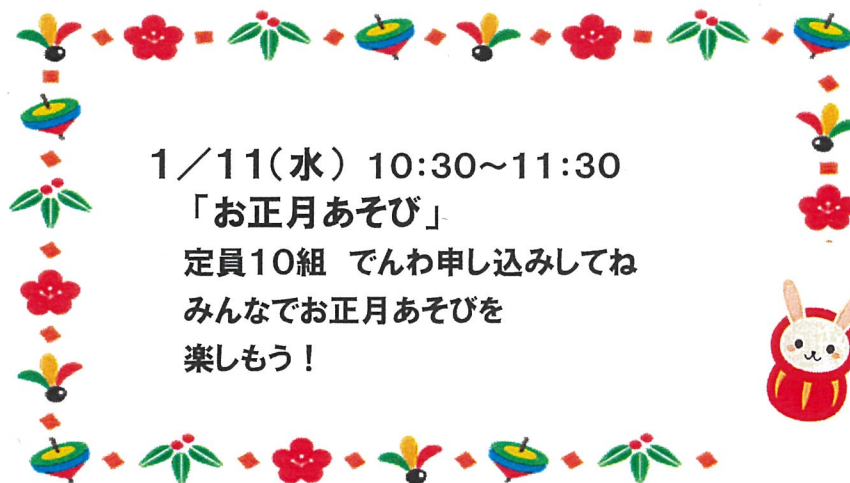 1／11(水) 10:30～11:30
「お正月あそび」
定員10組　でんわ申し込みしてね
みんなでお正月あそびを
楽しもう！